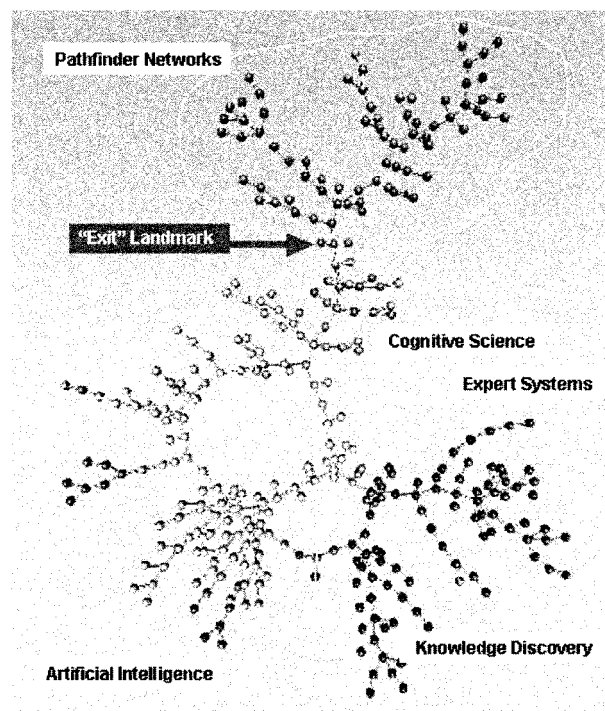 Pathfinder Networks
"Exit" Landmark
Cognitive Science
Expert Systems
Knowledge Discovery
Artificial Intelligence